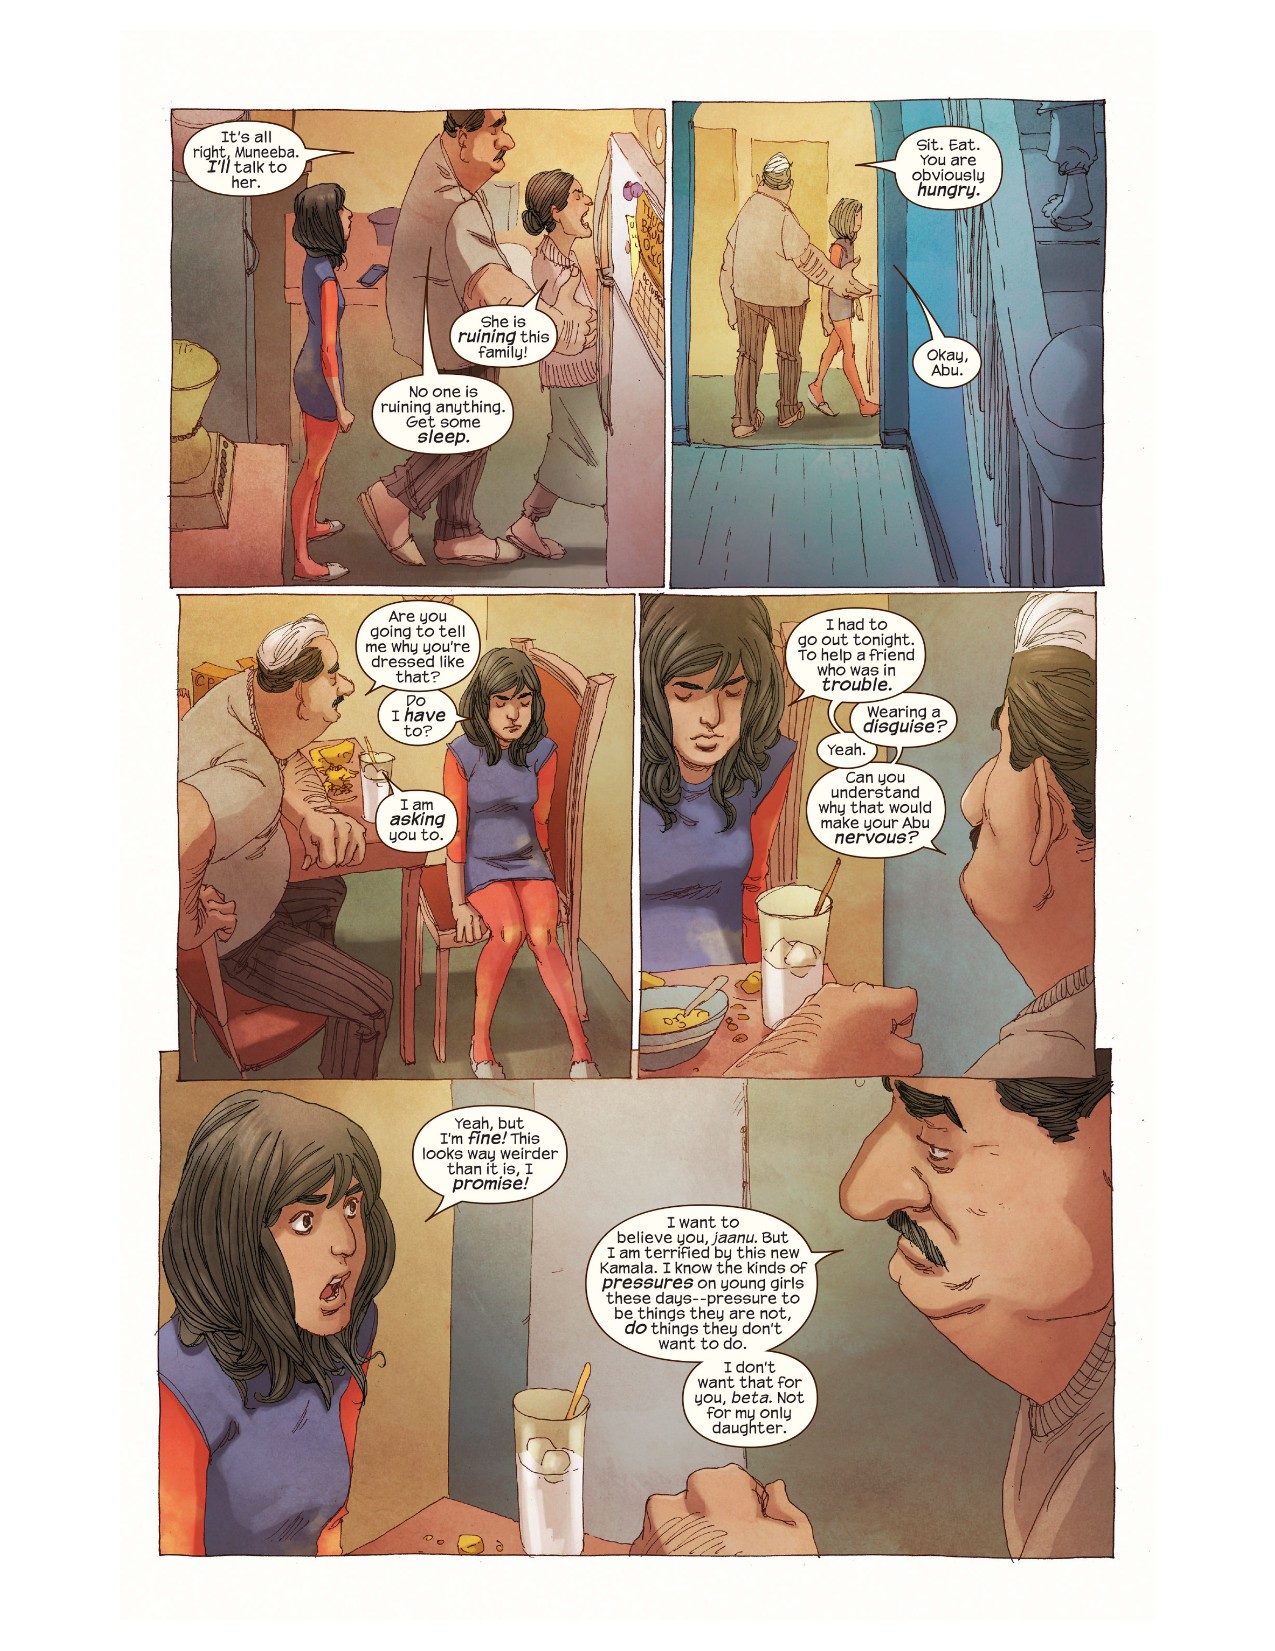 It's all
right, Muneeba.
I'll talk to
her.
She is
ruining this
family!
No one is
ruining anything.
Get some
sleep.
Sit. Eat.
You are
obviously
hungry.
Okay,
Abu.
Are you
going to tell
me why you're
dressed like
that?
Do
I have
to?
I am
asking
you to.
I had to
go out tonight.
To help a friend
who was in
trouble.
Wearing a
disguise?
Yeah.
Can you
understand
why that would
make your Abu
nervous?
Yeah, but
I'm fine! This
looks way weirder
than it is, I
promise!
I want to
believe you, jaanu. But
I am terrified by this new
Kamala. I know the kinds of
pressures on young girls
these days--pressure to
be things they are not,
do things they don't
want to do.
I don't
want that for
you, beta. Not
for my only
daughter.